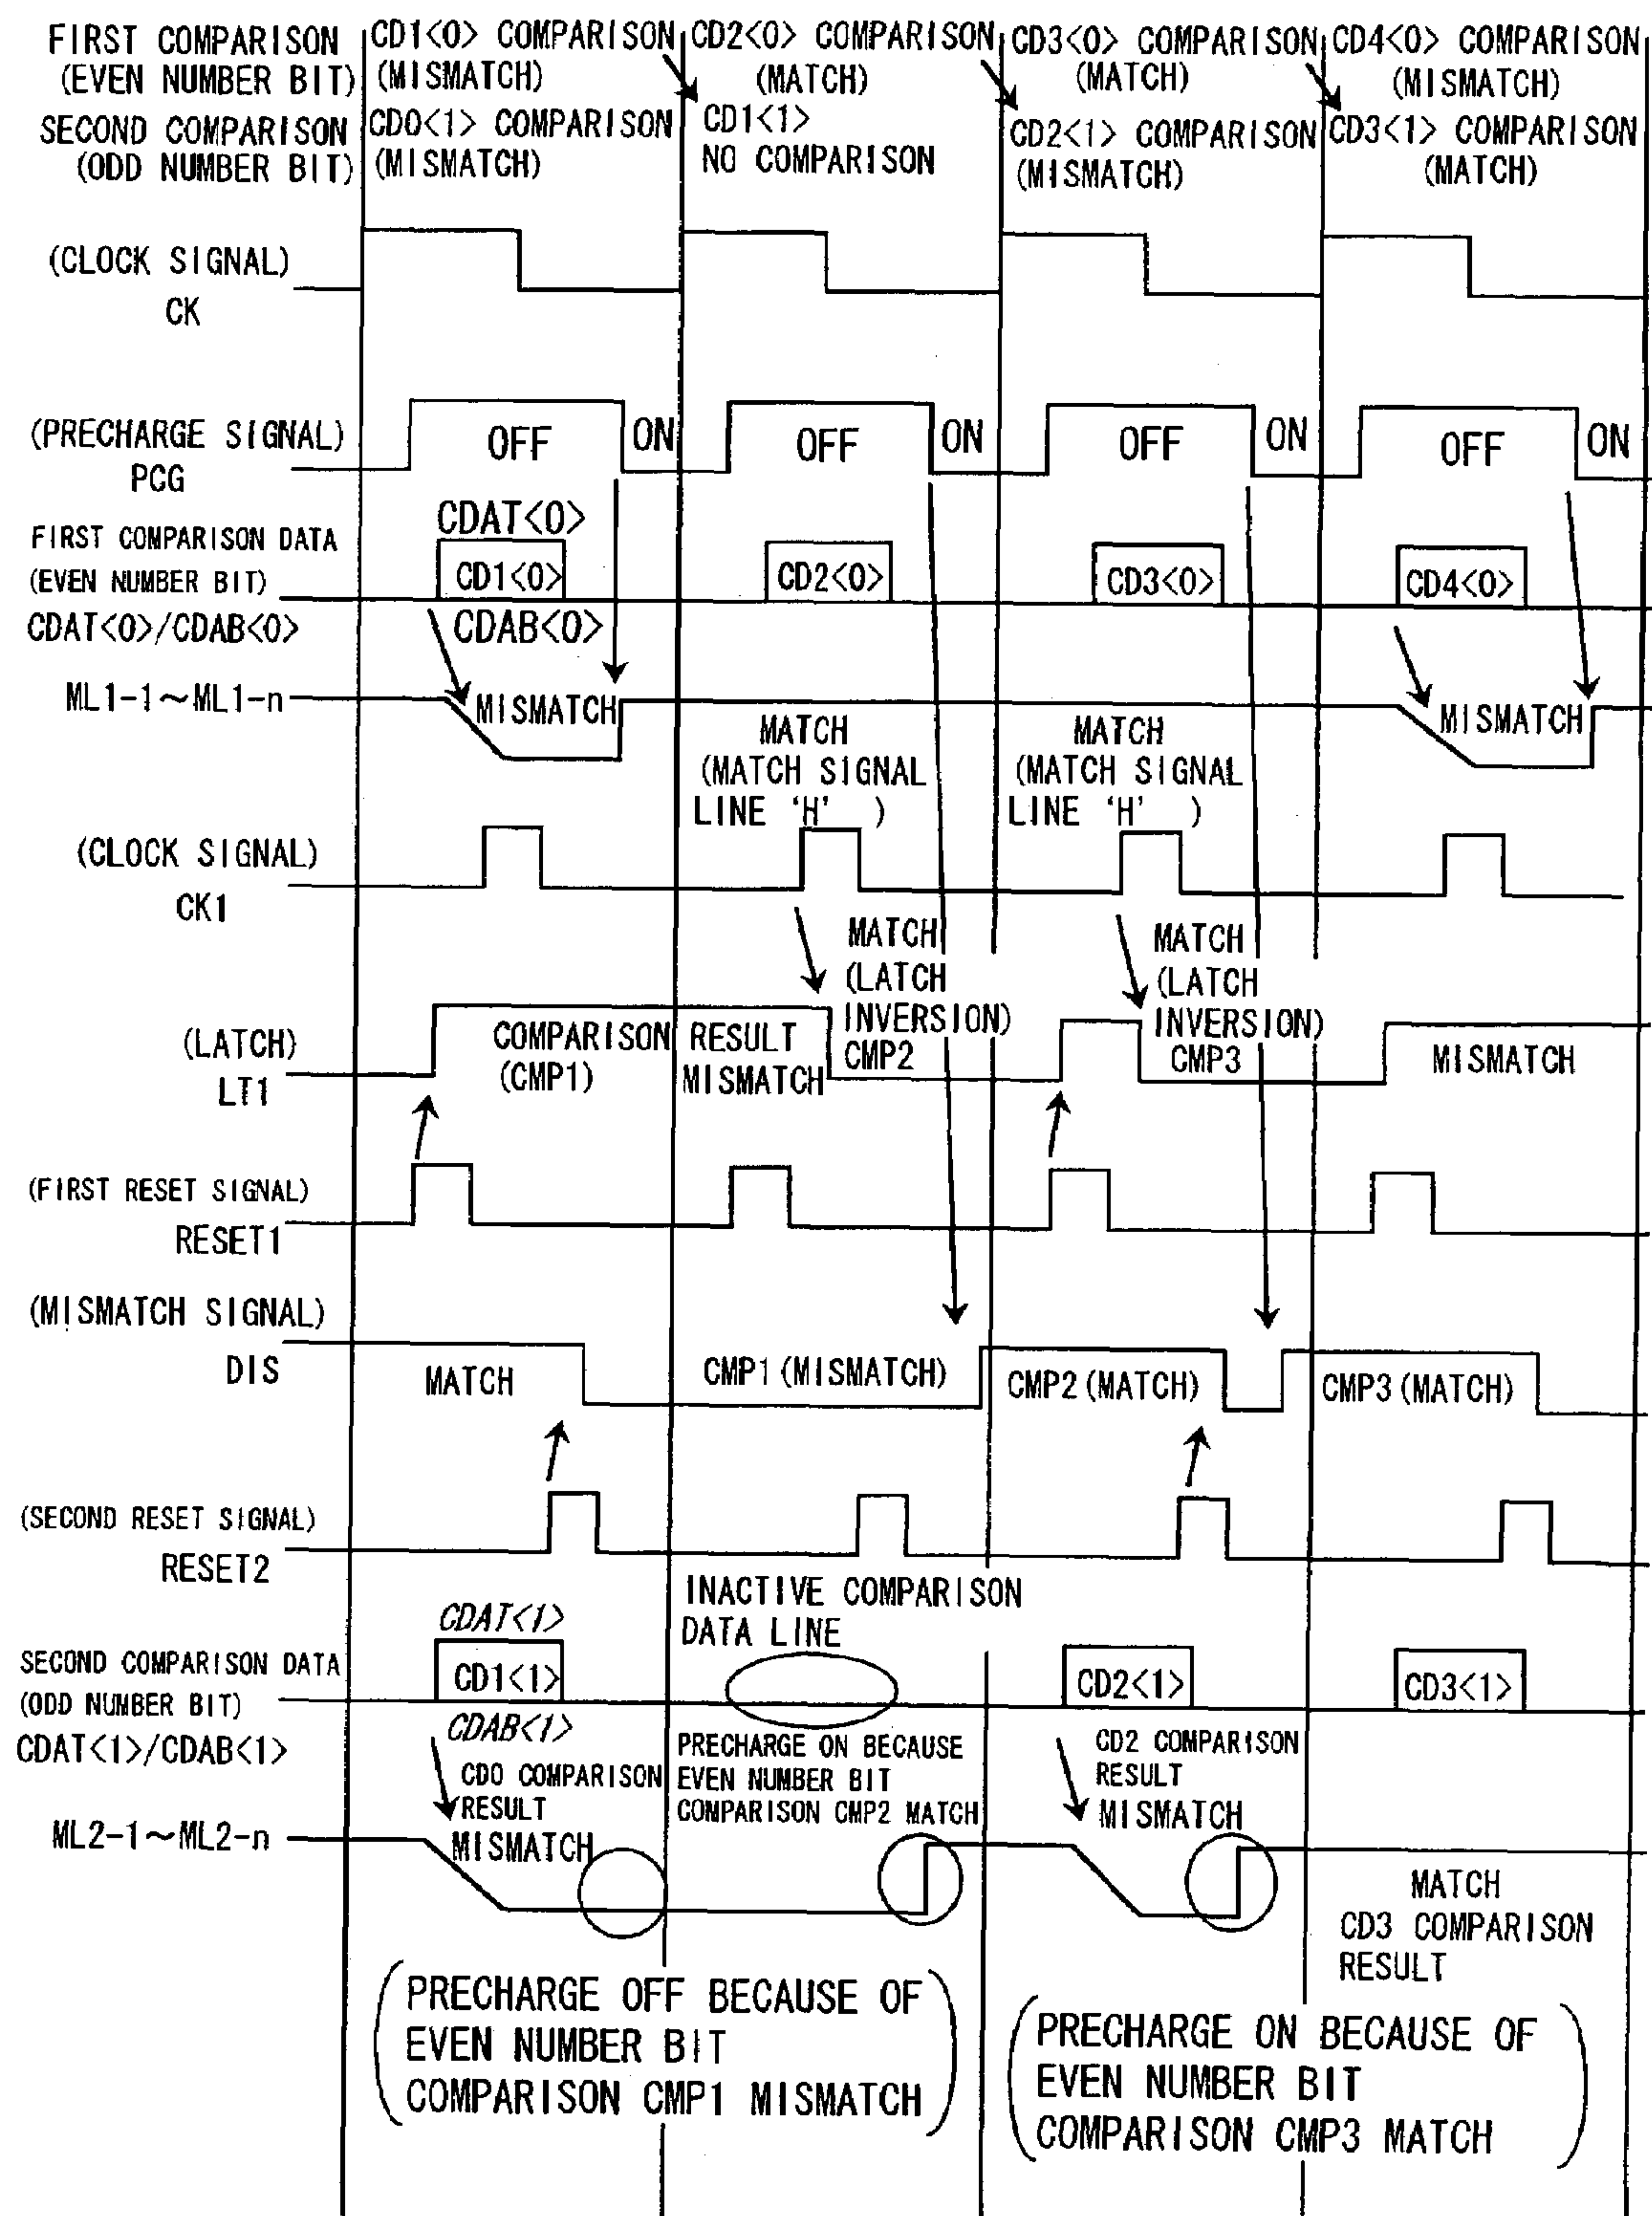 FIRST COMPARISON
(EVEN NUMBER BIT)
SECOND COMPARISON
(ODD NUMBER BIT)
CD1<0> COMPARISON
(MISMATCH)
CD0<1> COMPARISON
(MISMATCH)
CD2<0> COMPARISON
(MATCH)
CD1<1>
NO COMPARISON
CD3<0> COMPARISON
(MATCH)
CD2<1> COMPARISON
(MISMATCH)
CD4<0> COMPARISON
(MISMATCH)
CD3<1> COMPARISON
(MATCH)
(CLOCK SIGNAL)
CK
(PRECHARGE SIGNAL)
PCG
OFF
ON
OFF
ON
OFF
ON
OFF
ON
FIRST COMPARISON DATA
(EVEN NUMBER BIT)
CDAT<0>/CDAB<0>
CDAT<0>
CD1<0>
CDAB<0>
CD2<0>
CD3<0>
CD4<0>
ML1-1~ML1-n
MISMATCH
MATCH
(MATCH SIGNAL
LINE 'H' )
MATCH
(MATCH SIGNAL
LINE 'H' )
MISMATCH
(CLOCK SIGNAL)
CK1
(LATCH)
LT1
COMPARISON RESULT
(CMP1) MISMATCH
MATCH
(LATCH
INVERSION)
CMP2
MATCH
(LATCH
INVERSION)
CMP3
MISMATCH
(FIRST RESET SIGNAL)
RESET1
(MISMATCH SIGNAL)
DIS
MATCH
CMP1 (MISMATCH)
CMP2 (MATCH)
CMP3 (MATCH)
(SECOND RESET SIGNAL)
RESET2
INACTIVE COMPARISON
DATA LINE
SECOND COMPARISON DATA
(ODD NUMBER BIT)
CDAT<1>/CDAB<1>
CDAT<1>
CD1<1>
CDAB<1>
CD2<1>
CD3<1>
ML2-1~ML2-n
CD0 COMPARISON
RESULT
MISMATCH
PRECHARGE ON BECAUSE
EVEN NUMBER BIT
COMPARISON CMP2 MATCH
CD2 COMPARISON
RESULT
MISMATCH
MATCH
CD3 COMPARISON
RESULT
(PRECHARGE OFF BECAUSE OF
EVEN NUMBER BIT
COMPARISON CMP1 MISMATCH)
(PRECHARGE ON BECAUSE OF
EVEN NUMBER BIT
COMPARISON CMP3 MATCH)